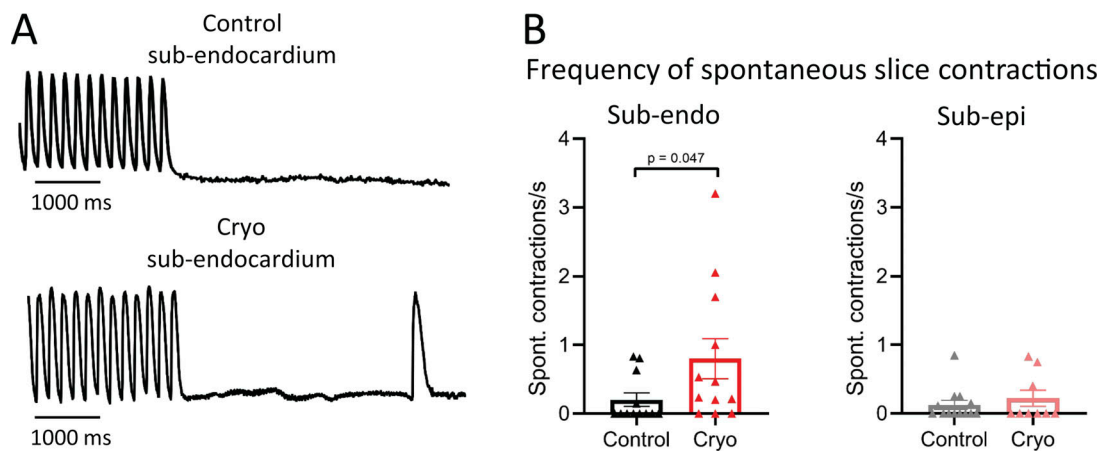 A
Control
sub-endocardium
1000 ms
Cryo
sub-endocardium
1000 ms
B
Frequency of spontaneous slice contractions
Sub-endo
Spont. contractions/s
4
3
2
1
0
p = 0.047
Control
Cryo
Sub-epi
Spont. contractions/s
4
3
2
1
0
Control
Cryo